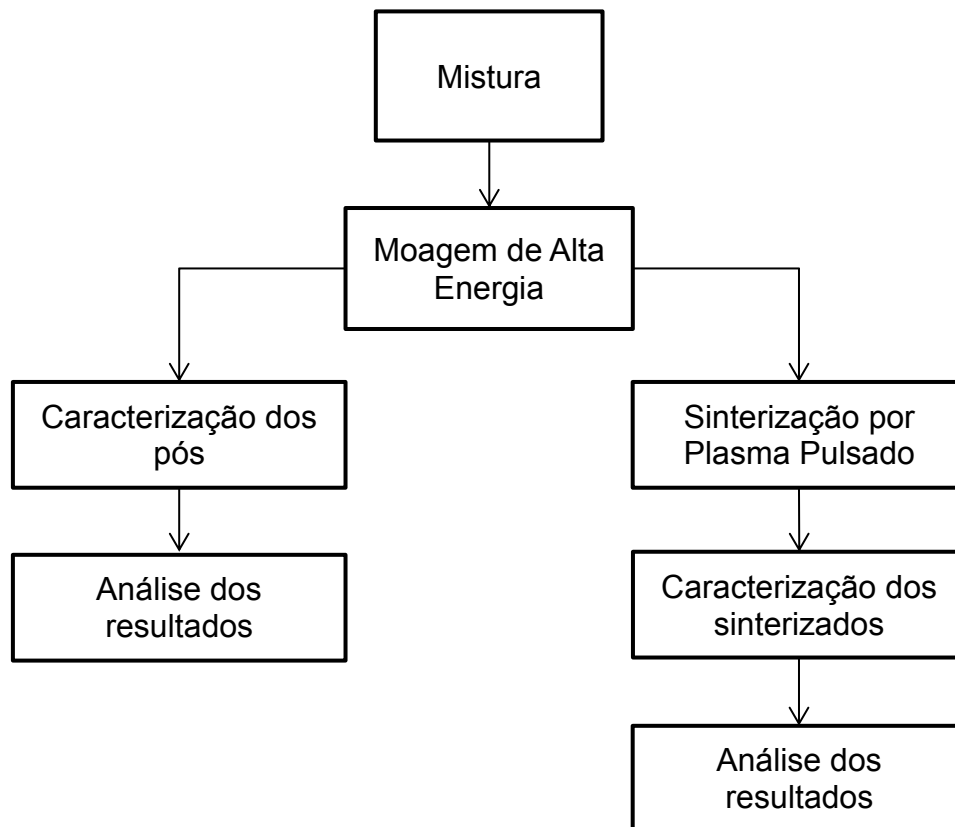 Mistura
Moagem de Alta
Energia
Caracterização dos
pós
Sinterização por
Plasma Pulsado
Análise dos
resultados
Caracterização dos
sinterizados
Análise dos
resultados